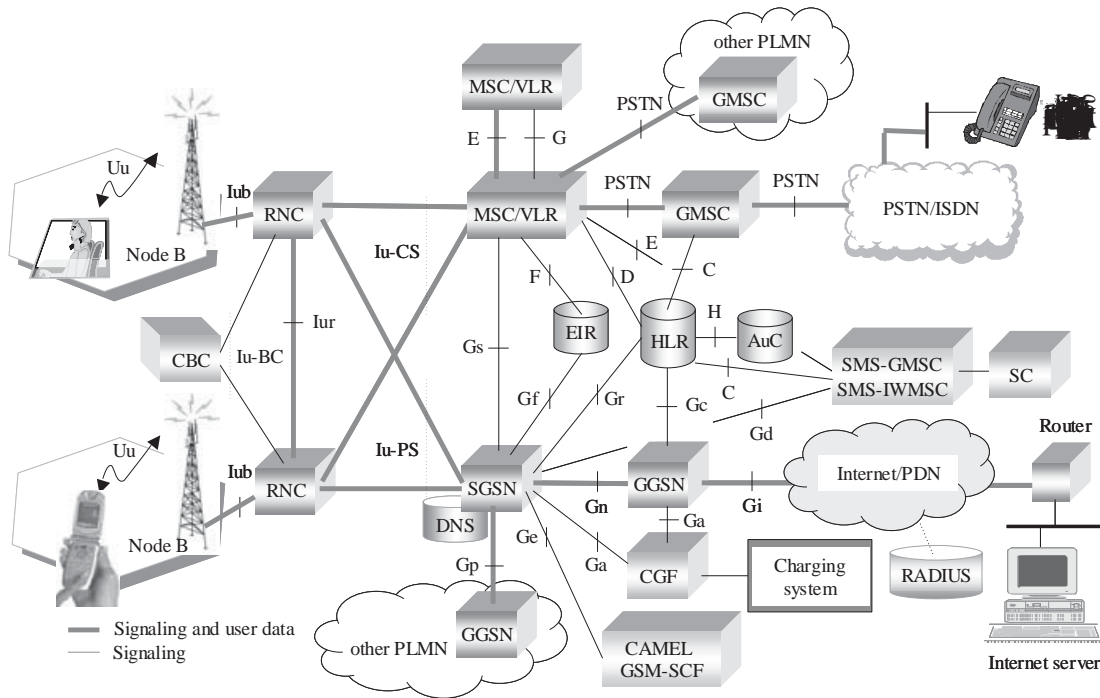 other PLMN
MSC/VLR
GMSC
PSTN
E
G
Uu
Iub
RNC
MSC/VLR
PSTN
GMSC
PSTN
PSTN/ISDN
Node B
Iu-CS
E
F
D
C
Iur
EIR
HLR
H
AuC
CBC
Iu-BC
Gs
SMS-GMSC
SMS-IWMSC
SC
C
Gf
Gr
Gc
Gd
Uu
Iu-PS
Router
Iub
RNC
SGSN
Gn
GGSN
Gi
Internet/PDN
Node B
DNS
Ge
Ga
Ga
Gp
CGF
Charging
system
RADIUS
Signaling and user data
Signaling
other PLMN
GGSN
CAMEL
GSM-SCF
Internet server